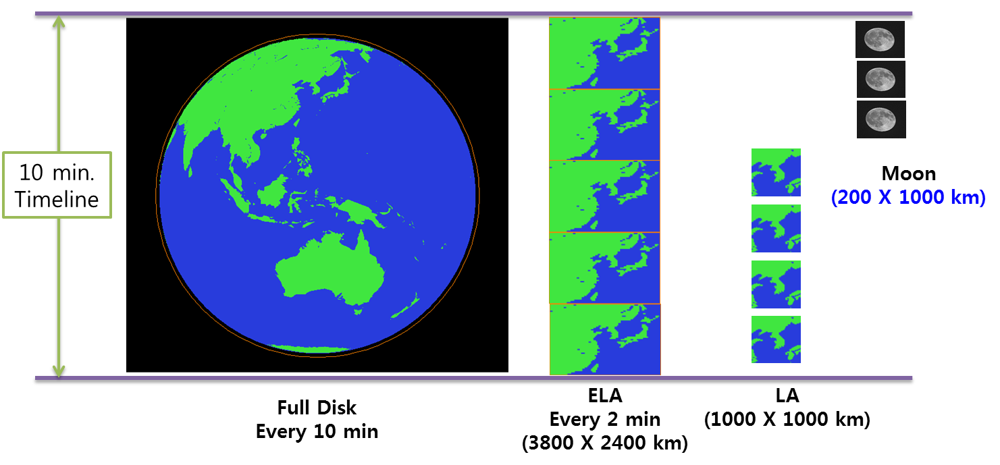 10 min.
Timeline
Moon
(200 X 1000 km)
Full Disk
Every 10 min
ELA
Every 2 min
(3800 X 2400 km)
LA
(1000 X 1000 km)